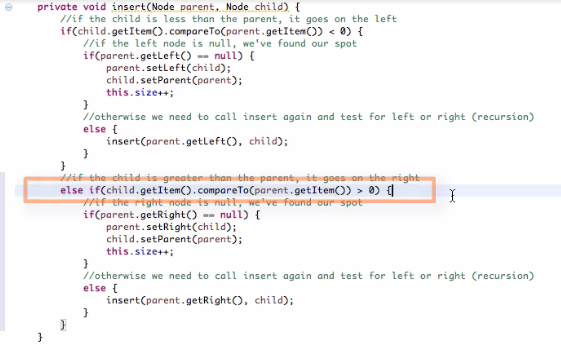 private void insert(Node parent, Node child) {
//if the child is less than the parent, it goes on the left
if(child.getItem().compareTo(parent.getItem()) < 0) {
//if the left node is null, we've found our spot
if(parent.getLeft() == null) {
parent.setLeft(child);
child.setParent(parent);
this.size++;
}
//otherwise we need to call insert again and test for left or right (recursion)
else {
insert(parent.getLeft(), child);
}
}
//if the child is greater than the parent, it goes on the right
else if(child.getItem().compareTo(parent.getItem()) > 0) {
//if the right node is null, we've found our spot
if(parent.getRight() == null) {
parent.setRight(child);
child.setParent(parent);
this.size++;
}
//otherwise we need to call insert again and test for left or right (recursion)
else {
insert(parent.getRight(), child);
}
}
}